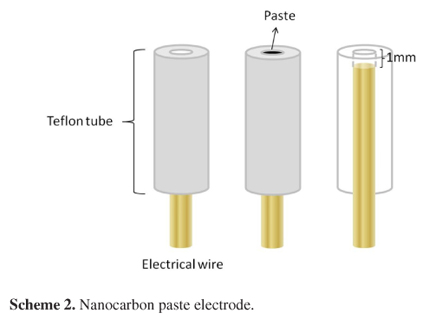 Paste
1mm
Teflon tube
Electrical wire
Scheme 2. Nanocarbon paste electrode.